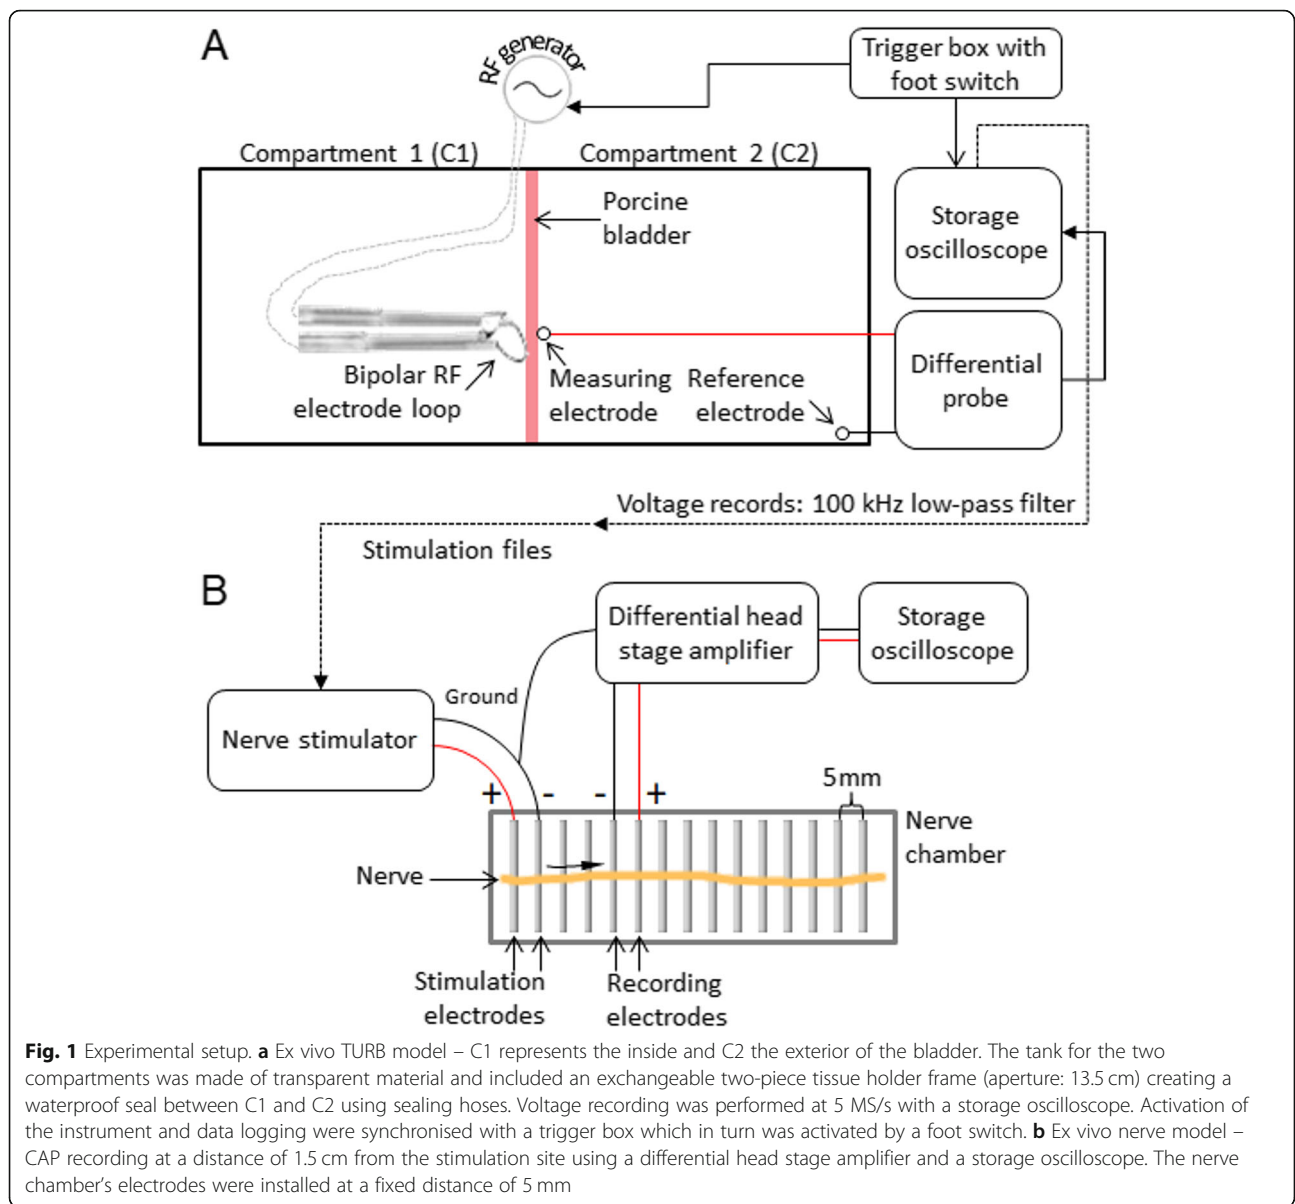 A
RF generator
Trigger box with
foot switch
Compartment 1 (C1)
Compartment 2 (C2)
Porcine
bladder
Storage
oscilloscope
Bipolar RF
electrode loop
Measuring
electrode
Reference
electrode
Differential
probe
Voltage records: 100 kHz low-pass filter
Stimulation files
B
Differential head
stage amplifier
Storage
oscilloscope
Ground
Nerve stimulator
+ - - +
5mm
Nerve
chamber
Nerve
Stimulation
electrodes
Recording
electrodes
Fig. 1 Experimental setup. a Ex vivo TURB model – C1 represents the inside and C2 the exterior of the bladder. The tank for the two
compartments was made of transparent material and included an exchangeable two-piece tissue holder frame (aperture: 13.5 cm) creating a
waterproof seal between C1 and C2 using sealing hoses. Voltage recording was performed at 5 MS/s with a storage oscilloscope. Activation of
the instrument and data logging were synchronised with a trigger box which in turn was activated by a foot switch. b Ex vivo nerve model –
CAP recording at a distance of 1.5 cm from the stimulation site using a differential head stage amplifier and a storage oscilloscope. The nerve
chamber's electrodes were installed at a fixed distance of 5 mm